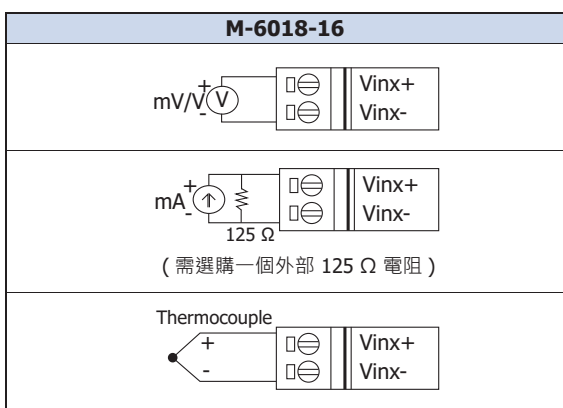 M-6018-16
mV/V
+
-
V
Vinx+
Vinx-
mA
+
-
125 Ω
Vinx+
Vinx-
( 需選購一個外部 125 Ω 電阻 )
Thermocouple
+
-
Vinx+
Vinx-